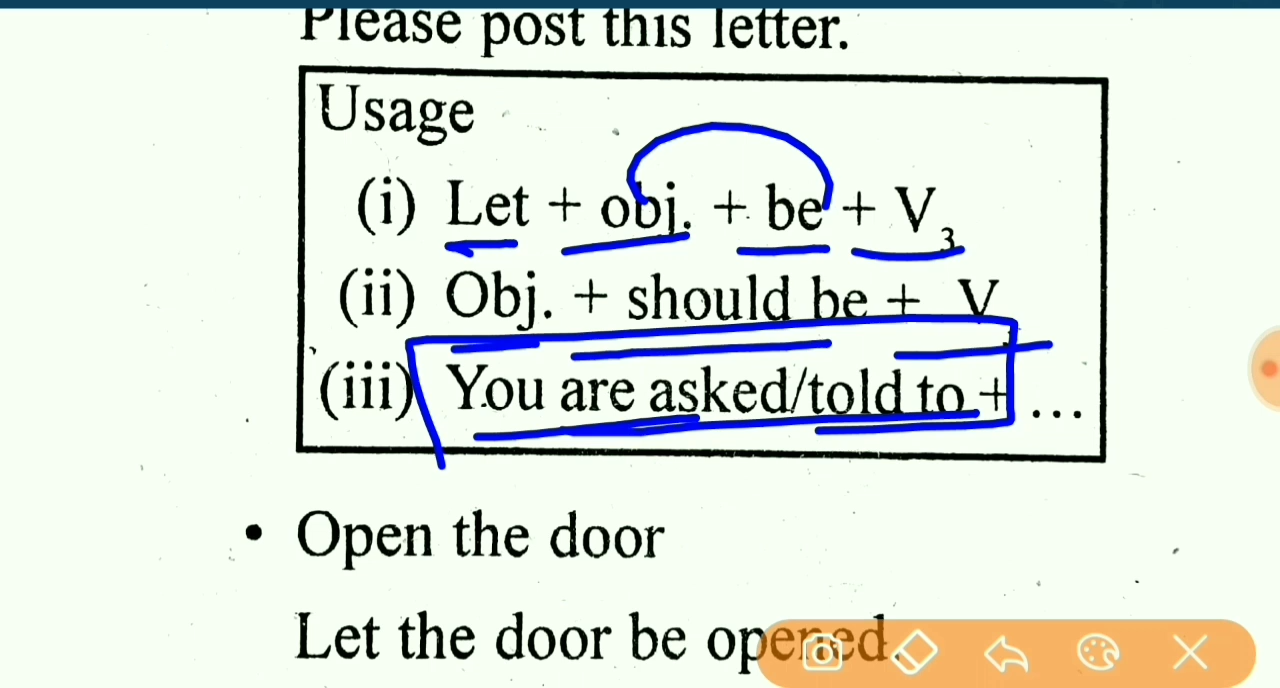 Please post this letter.
Usage
(i) Let + obj. + be + V3
(ii) Obj. + should be + V
(iii) You are asked/told to + ...
• Open the door
Let the door be opened.